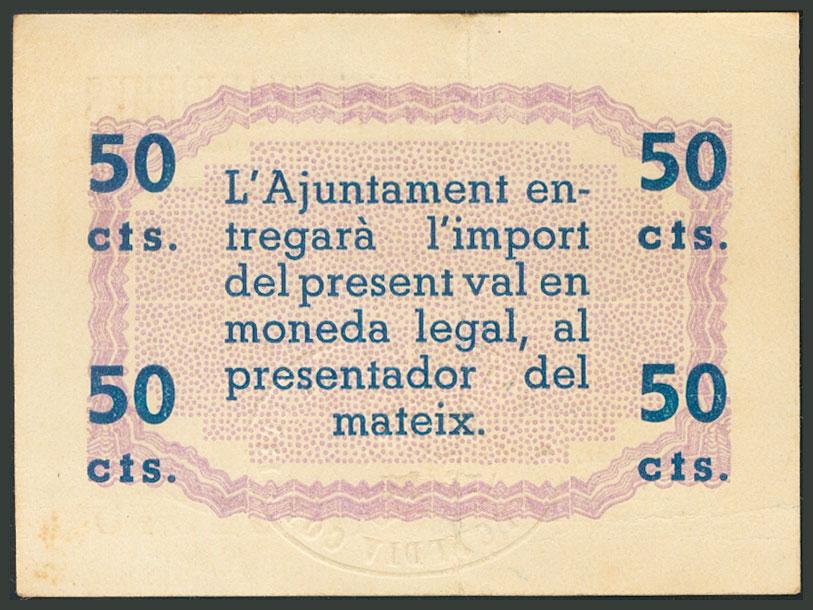 50 50
L'Ajuntament en-
cts. tregarà l'import cts.
del present val en
moneda legal, al
50 presentador del 50
mateix.
cts. cts.